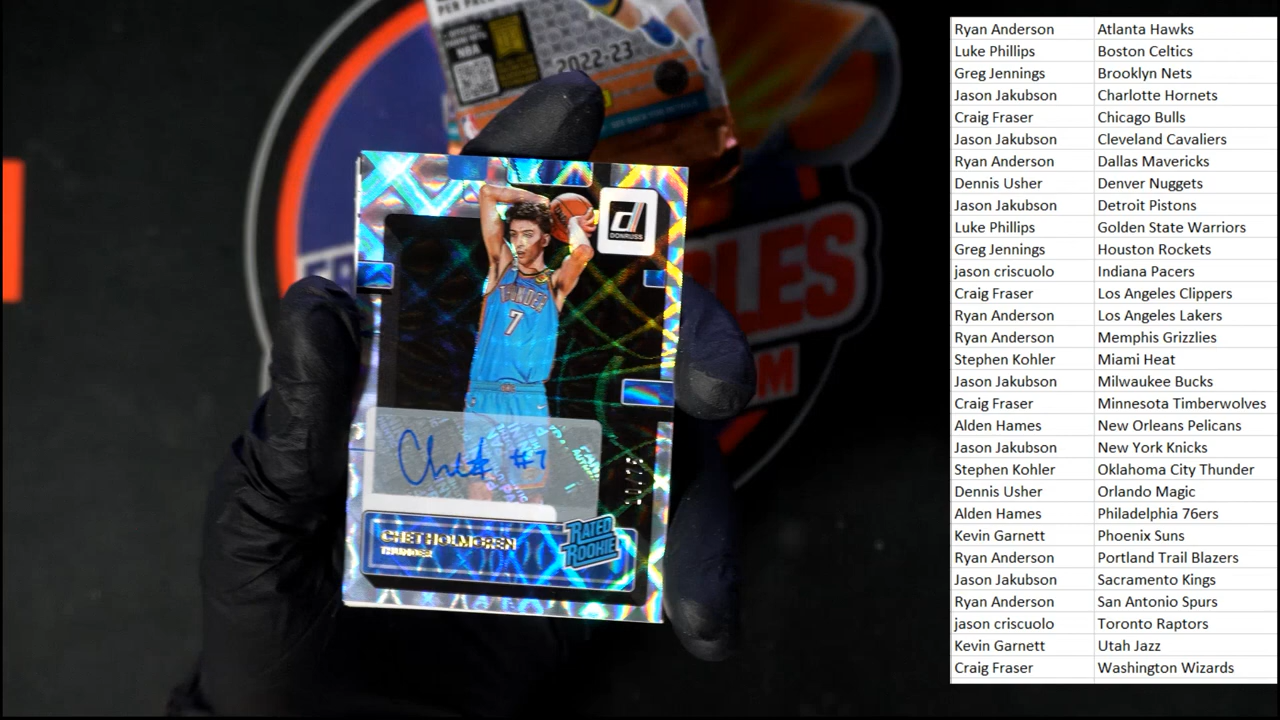 PER PACK
NBA
2022-23
DONRUSS
THUNDER
7
Chet #7
CHET HOLMGREN
THUNDER
RATED
ROOKIE
Ryan Anderson Atlanta Hawks
Luke Phillips Boston Celtics
Greg Jennings Brooklyn Nets
Jason Jakubson Charlotte Hornets
Craig Fraser Chicago Bulls
Jason Jakubson Cleveland Cavaliers
Ryan Anderson Dallas Mavericks
Dennis Usher Denver Nuggets
Jason Jakubson Detroit Pistons
Luke Phillips Golden State Warriors
Greg Jennings Houston Rockets
jason criscuolo Indiana Pacers
Craig Fraser Los Angeles Clippers
Ryan Anderson Los Angeles Lakers
Ryan Anderson Memphis Grizzlies
Stephen Kohler Miami Heat
Jason Jakubson Milwaukee Bucks
Craig Fraser Minnesota Timberwolves
Alden Hames New Orleans Pelicans
Jason Jakubson New York Knicks
Stephen Kohler Oklahoma City Thunder
Dennis Usher Orlando Magic
Alden Hames Philadelphia 76ers
Kevin Garnett Phoenix Suns
Ryan Anderson Portland Trail Blazers
Jason Jakubson Sacramento Kings
Ryan Anderson San Antonio Spurs
jason criscuolo Toronto Raptors
Kevin Garnett Utah Jazz
Craig Fraser Washington Wizards